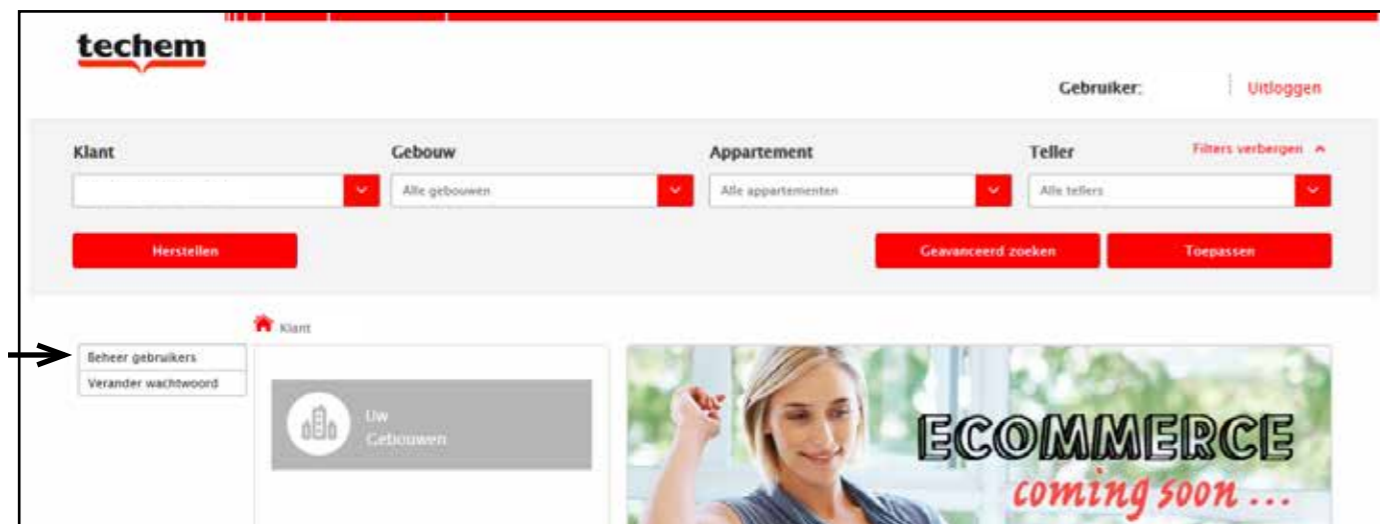 techem
Gebruiker: Uitloggen
Klant Gebouw Appartement Teller Filters verbergen
Alle gebouwen Alle appartementen Alle tellers
Herstellen Geavanceerd zoeken Toepassen
Klant
Beheer gebruikers
Verander wachtwoord
Uw
Gebouwen
ECOMMERCE
coming soon ...